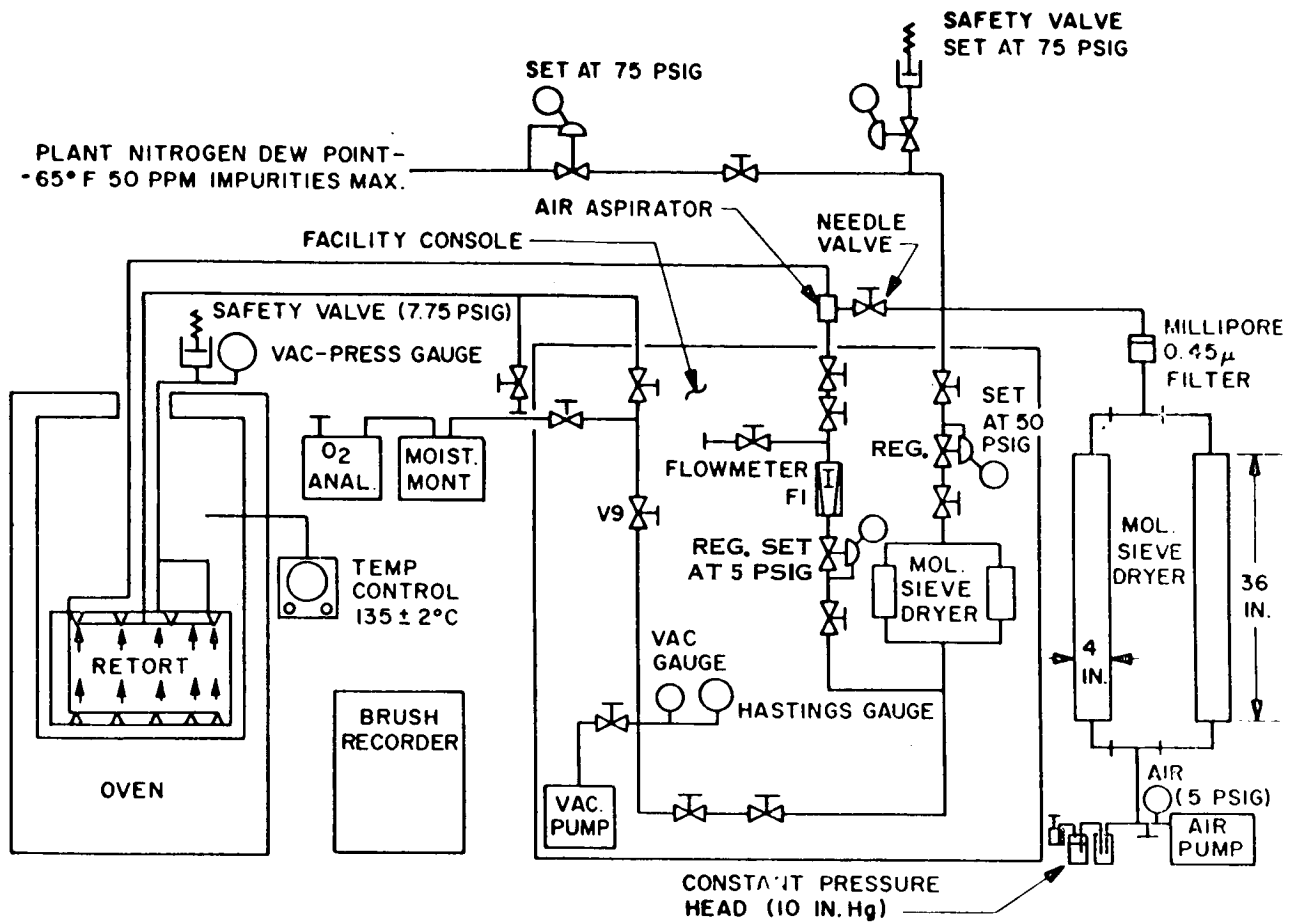 SAFETY VALVE
SET AT 75 PSIG
SET AT 75 PSIG
PLANT NITROGEN DEW POINT-
-65° F 50 PPM IMPURITIES MAX.
AIR ASPIRATOR
NEEDLE
VALVE
FACILITY CONSOLE
SAFETY VALVE (7.75 PSIG)
VAC-PRESS GAUGE
MILLIPORE
0.45µ
FILTER
SET
AT 50
PSIG
REG.
O2
ANAL.
MOIST.
MONT
FLOWMETER
F1
V9
REG. SET
AT 5 PSIG
MOL.
SIEVE
DRYER
MOL.
SIEVE
DRYER
36
IN.
4
IN.
TEMP
CONTROL
135 ± 2°C
RETORT
VAC
GAUGE
HASTINGS GAUGE
BRUSH
RECORDER
OVEN
VAC.
PUMP
AIR
(5 PSIG)
AIR
PUMP
CONSTANT PRESSURE
HEAD (10 IN. Hg)